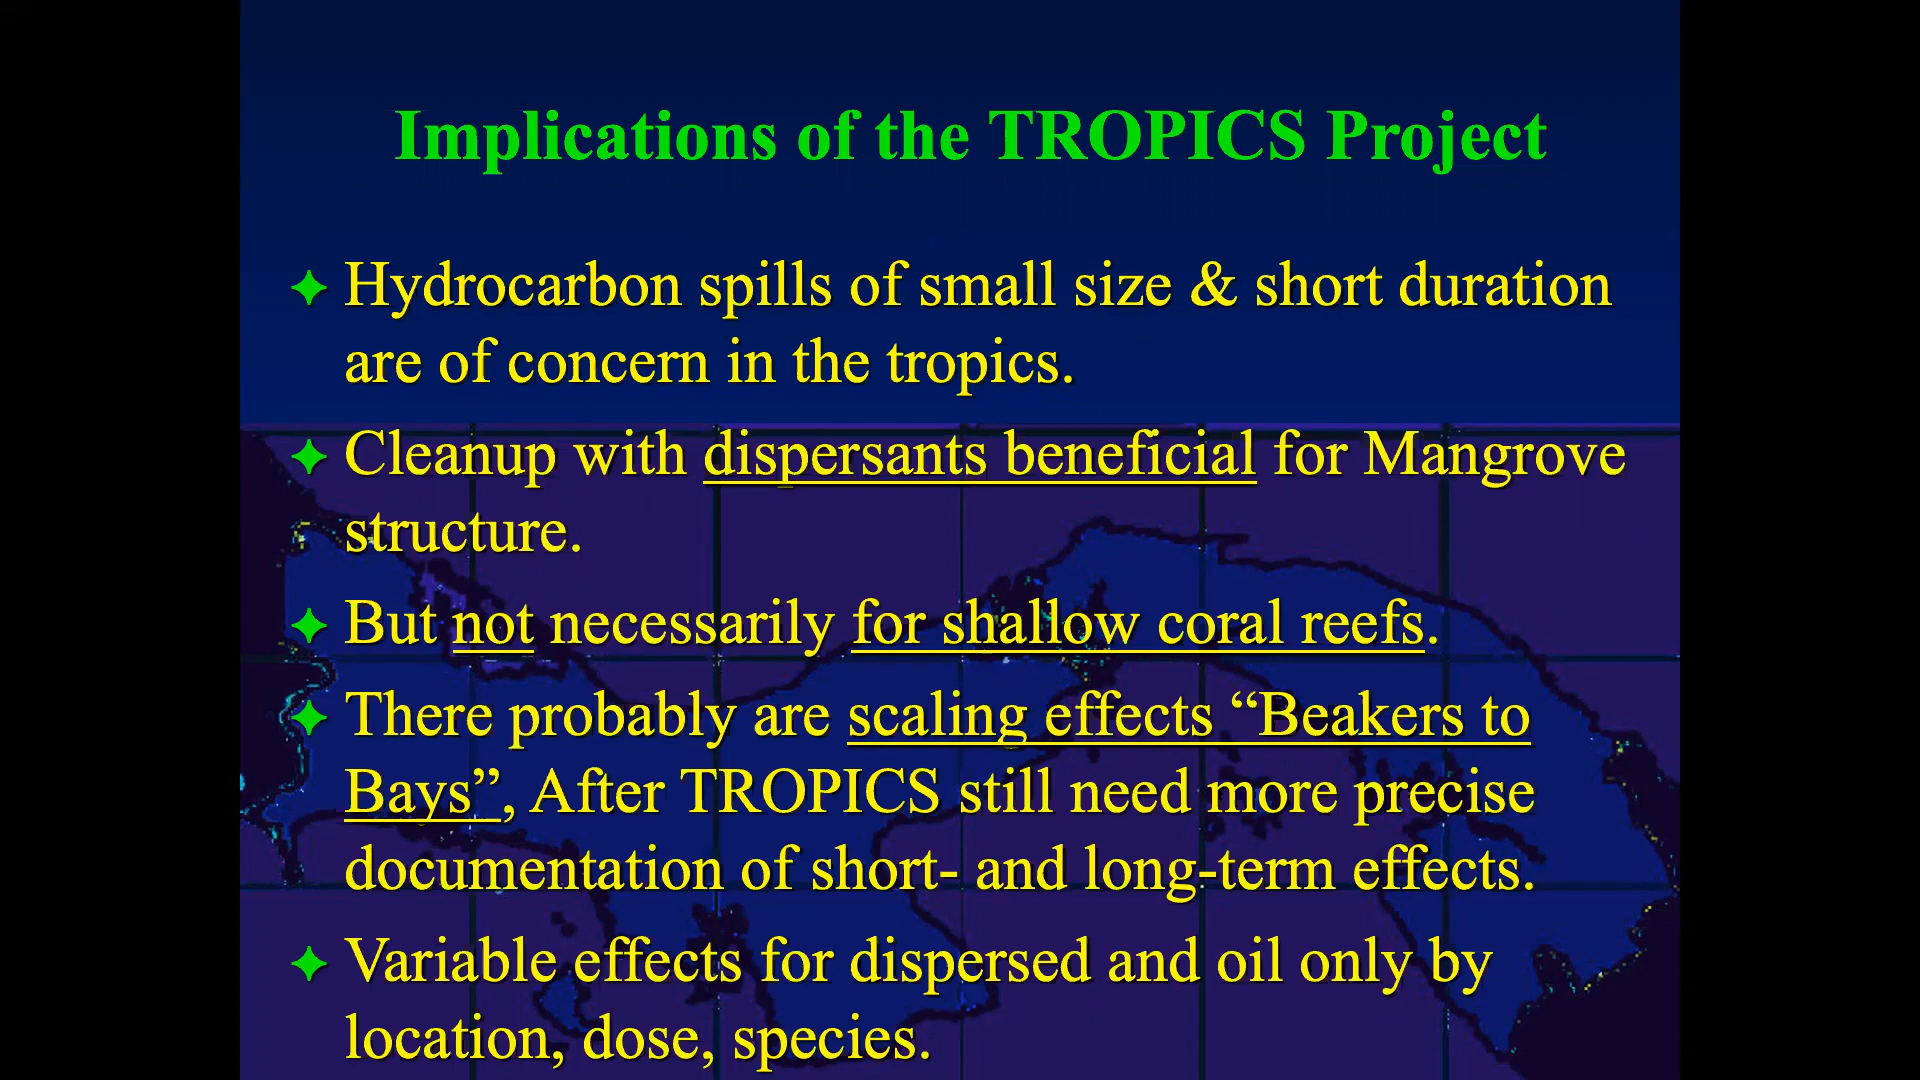 Implications of the TROPICS Project
Hydrocarbon spills of small size & short duration
are of concern in the tropics.
Cleanup with dispersants beneficial for Mangrove
structure.
But not necessarily for shallow coral reefs.
There probably are scaling effects “Beakers to
Bays”, After TROPICS still need more precise
documentation of short- and long-term effects.
Variable effects for dispersed and oil only by
location, dose, species.